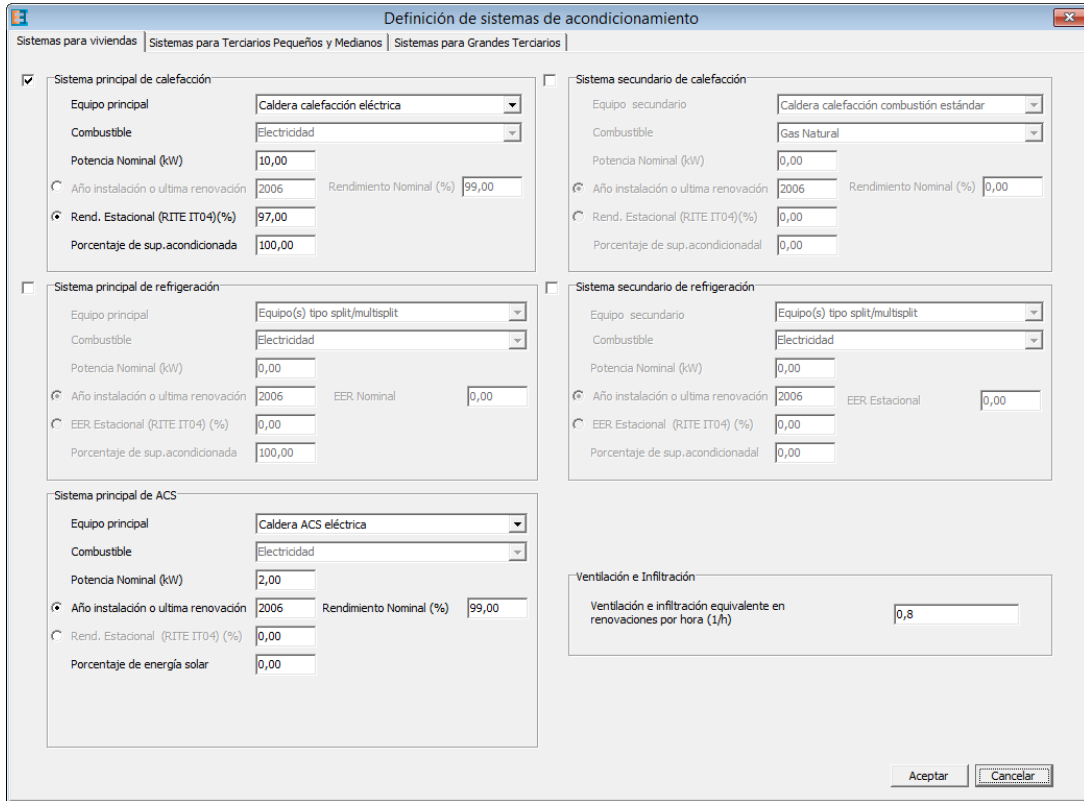 Definición de sistemas de acondicionamiento
Sistemas para viviendas Sistemas para Terciarios Pequeños y Medianos Sistemas para Grandes Terciarios
Sistema principal de calefacción
Equipo principal Caldera calefacción eléctrica
Combustible Electricidad
Potencia Nominal (kW) 10,00
Año instalación o ultima renovación 2006 Rendimiento Nominal (%) 99,00
Rend. Estacional (RITE IT04)(%) 97,00
Porcentaje de sup.acondicionada 100,00
Sistema secundario de calefacción
Equipo secundario Caldera calefacción combustión estándar
Combustible Gas Natural
Potencia Nominal (kW) 0,00
Año instalación o ultima renovación 2006 Rendimiento Nominal (%) 0,00
Rend. Estacional (RITE IT04)(%) 0,00
Porcentaje de sup.acondicionadal 0,00
Sistema principal de refrigeración
Equipo principal Equipo(s) tipo split/multisplit
Combustible Electricidad
Potencia Nominal (kW) 0,00
Año instalación o ultima renovación 2006 EER Nominal 0,00
EER Estacional (RITE IT04) (%) 0,00
Porcentaje de sup.acondicionada 100,00
Sistema secundario de refrigeración
Equipo secundario Equipo(s) tipo split/multisplit
Combustible Electricidad
Potencia Nominal (kW) 0,00
Año instalación o ultima renovación 2006 EER Estacional 0,00
EER Estacional (RITE IT04) (%) 0,00
Porcentaje de sup.acondicionadal 0,00
Sistema principal de ACS
Equipo principal Caldera ACS eléctrica
Combustible Electricidad
Potencia Nominal (kW) 2,00
Año instalación o ultima renovación 2006 Rendimiento Nominal (%) 99,00
Rend. Estacional (RITE IT04) (%) 0,00
Porcentaje de energía solar 0,00
Ventilación e Infiltración
Ventilación e infiltración equivalente en
renovaciones por hora (1/h) 0,8
Aceptar Cancelar